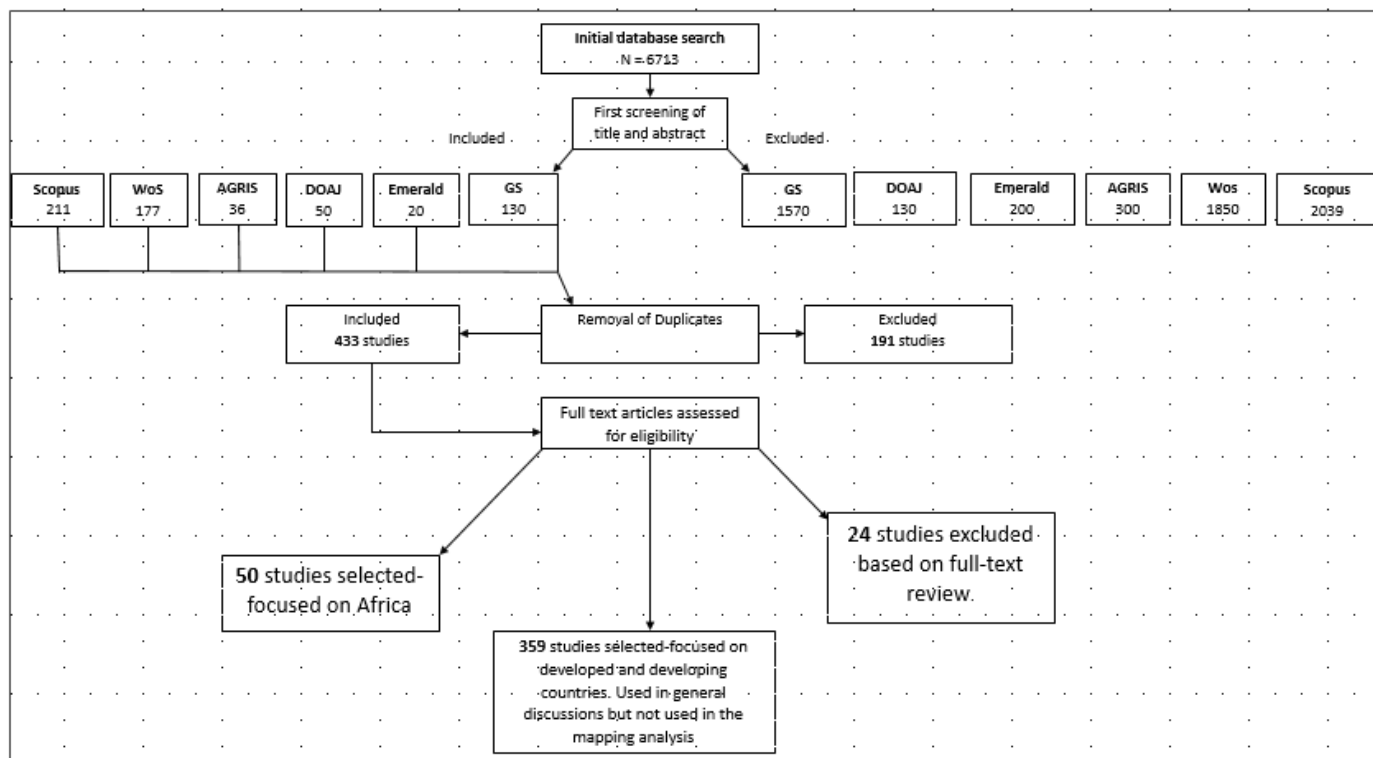 Initial database search
N = 6713
First screening of
title and abstract
Included
Excluded
Scopus
211
WoS
177
AGRIS
36
DOAJ
50
Emerald
20
GS
130
GS
1570
DOAJ
130
Emerald
200
AGRIS
300
Wos
1850
Scopus
2039
Included
433 studies
Removal of Duplicates
Excluded
191 studies
Full text articles assessed
for eligibility
50 studies selected-
focused on Africa
359 studies selected-focused on
developed and developing
countries. Used in general
discussions but not used in the
mapping analysis
24 studies excluded
based on full-text
review.